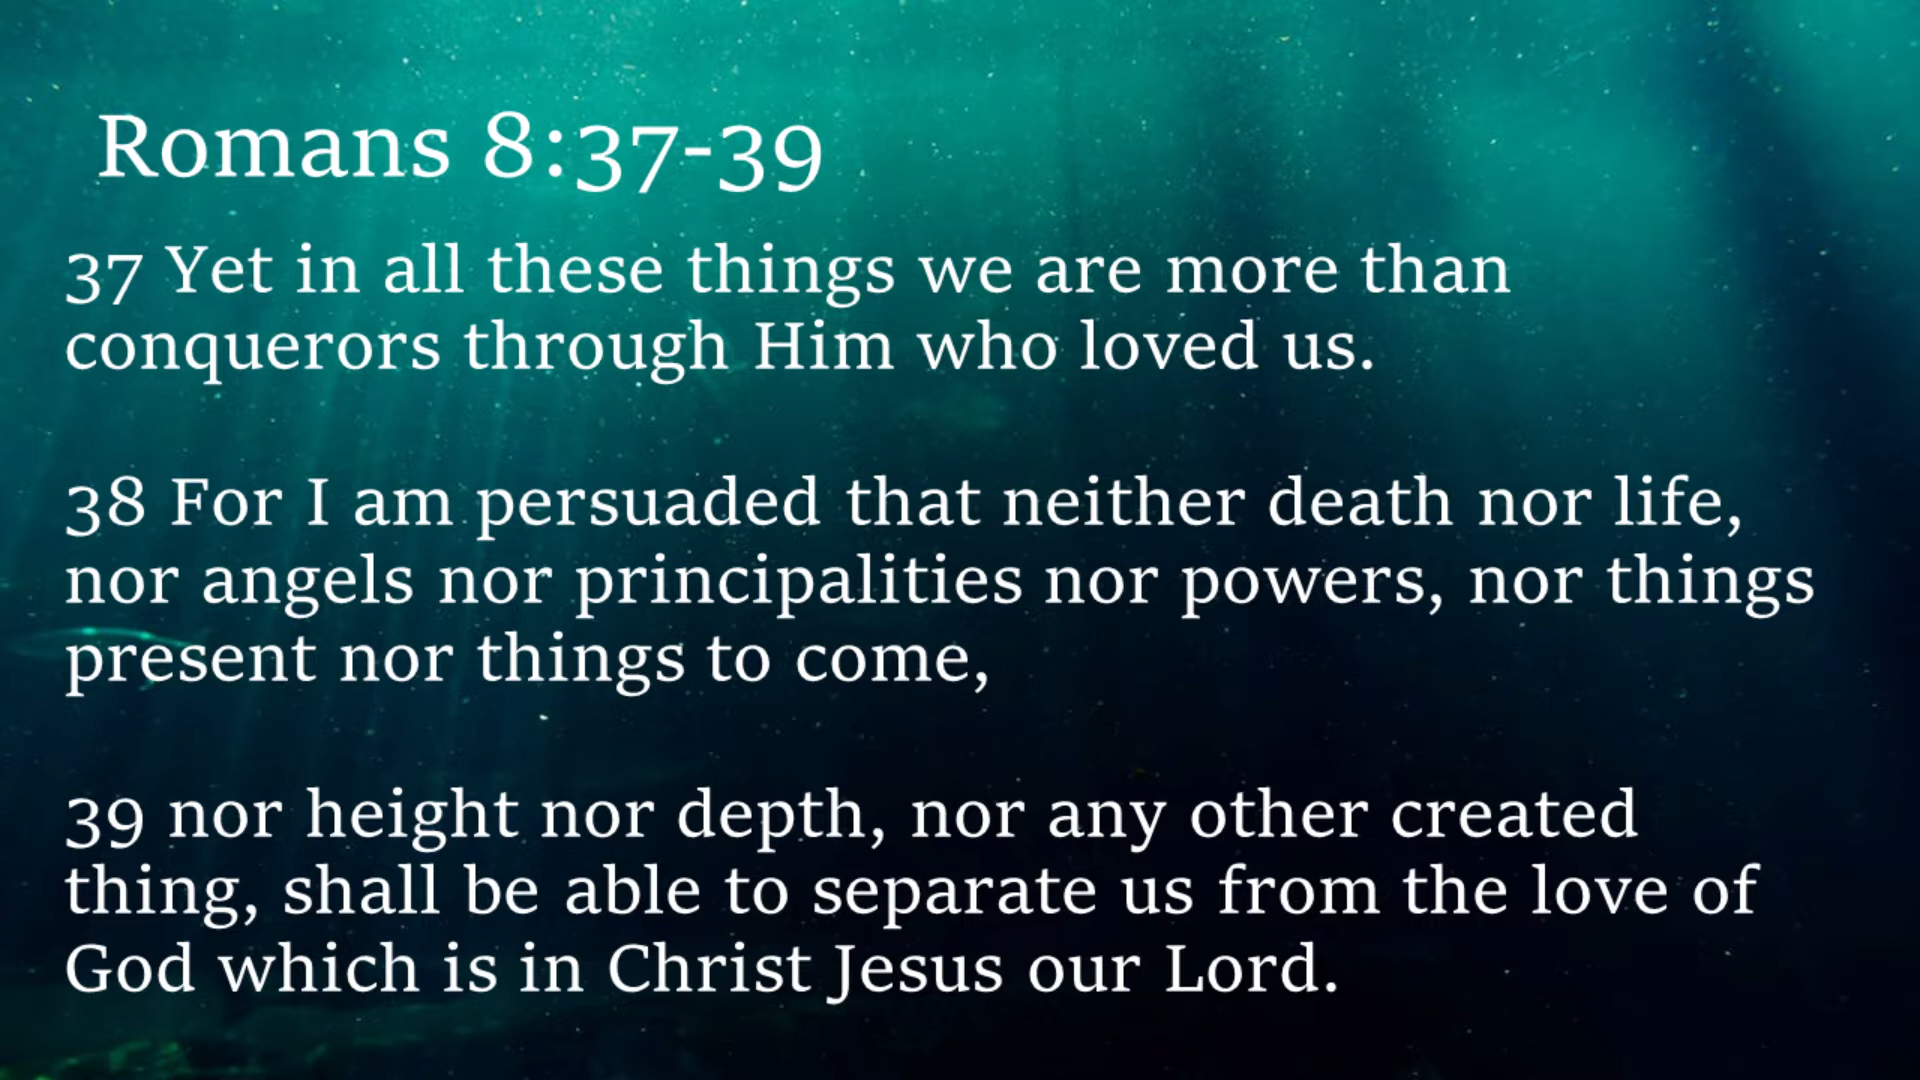 Romans 8:37-39
37 Yet in all these things we are more than
conquerors through Him who loved us.
38 For I am persuaded that neither death nor life,
nor angels nor principalities nor powers, nor things
present nor things to come,
39 nor height nor depth, nor any other created
thing, shall be able to separate us from the love of
God which is in Christ Jesus our Lord.